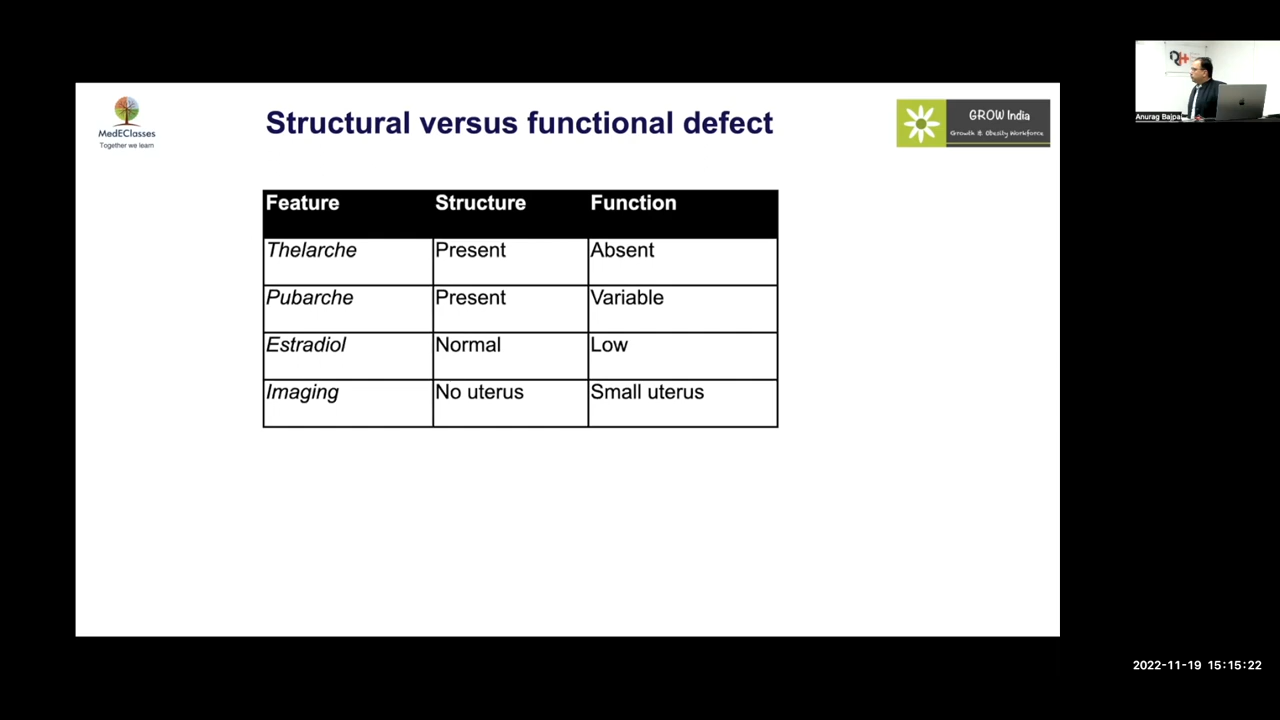 MedEClasses
Together we learn
Structural versus functional defect
GROW India
Growth & Obesity Workforce
Anurag Bajpai
Feature Structure Function
Thelarche Present Absent
Pubarche Present Variable
Estradiol Normal Low
Imaging No uterus Small uterus
2022-11-19 15:15:22